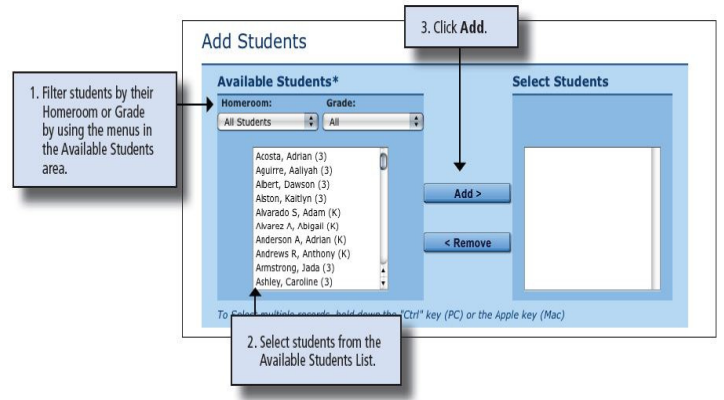 3. Click Add.
Add Students
1. Filter students by their
Homeroom or Grade
by using the menus in
the Available Students
area.
Available Students*
Homeroom: Grade:
All Students All
Acosta, Adrian (3)
Aguirre, Aaliyah (3)
Albert, Dawson (3)
Alston, Kaitlyn (3)
Alvarado S, Adam (K)
Alvarez A, Abigail (K)
Anderson A, Adrian (K)
Andrews R, Anthony (K)
Armstrong, Jada (3)
Ashley, Caroline (3)
Add >
< Remove
Select Students
To Select multiple records, hold down the "Ctrl" key (PC) or the Apple key (Mac)
2. Select students from the
Available Students List.